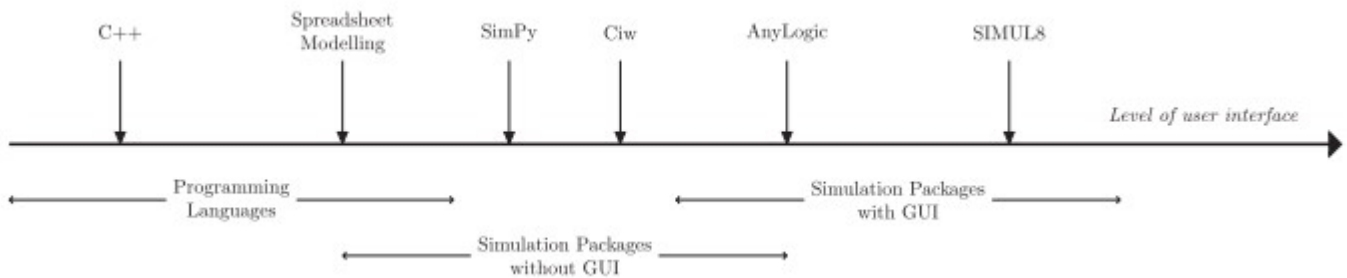 C++
Spreadsheet
Modelling
SimPy
Ciw
AnyLogic
SIMUL8
Level of user interface
Programming
Languages
Simulation Packages
with GUI
Simulation Packages
without GUI